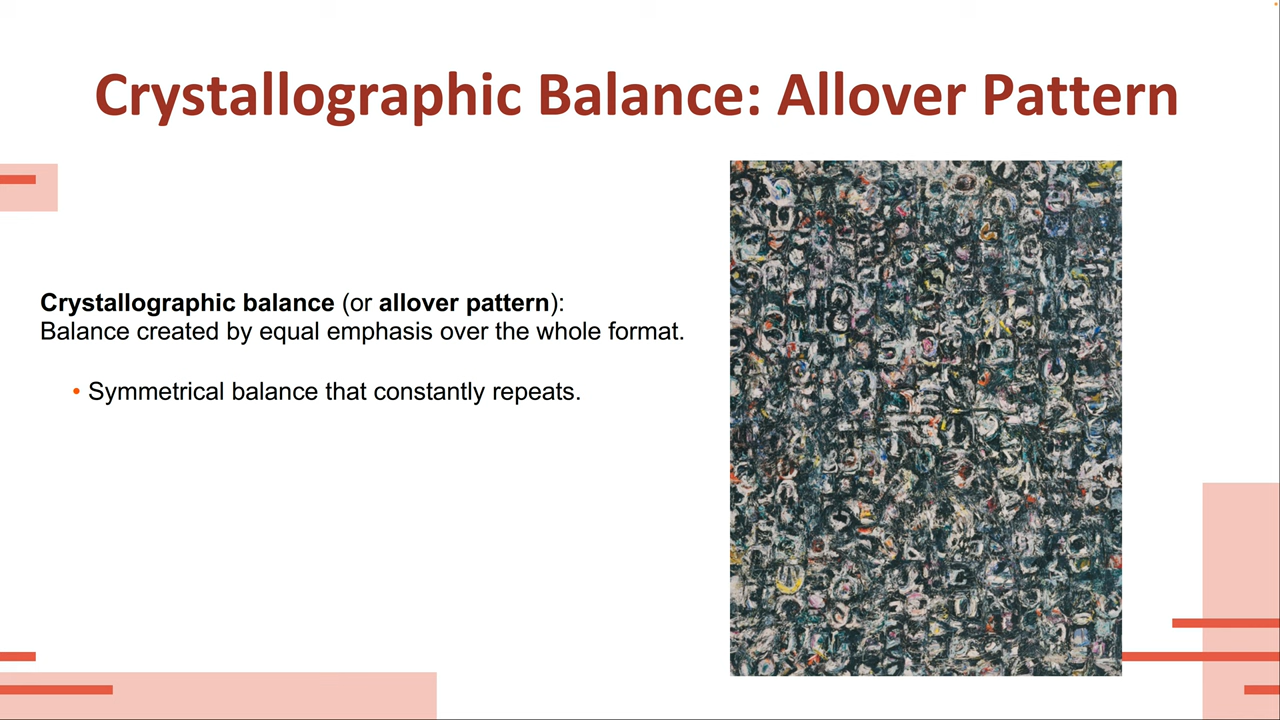 Crystallographic Balance: Allover Pattern
Crystallographic balance (or allover pattern):
Balance created by equal emphasis over the whole format.
• Symmetrical balance that constantly repeats.